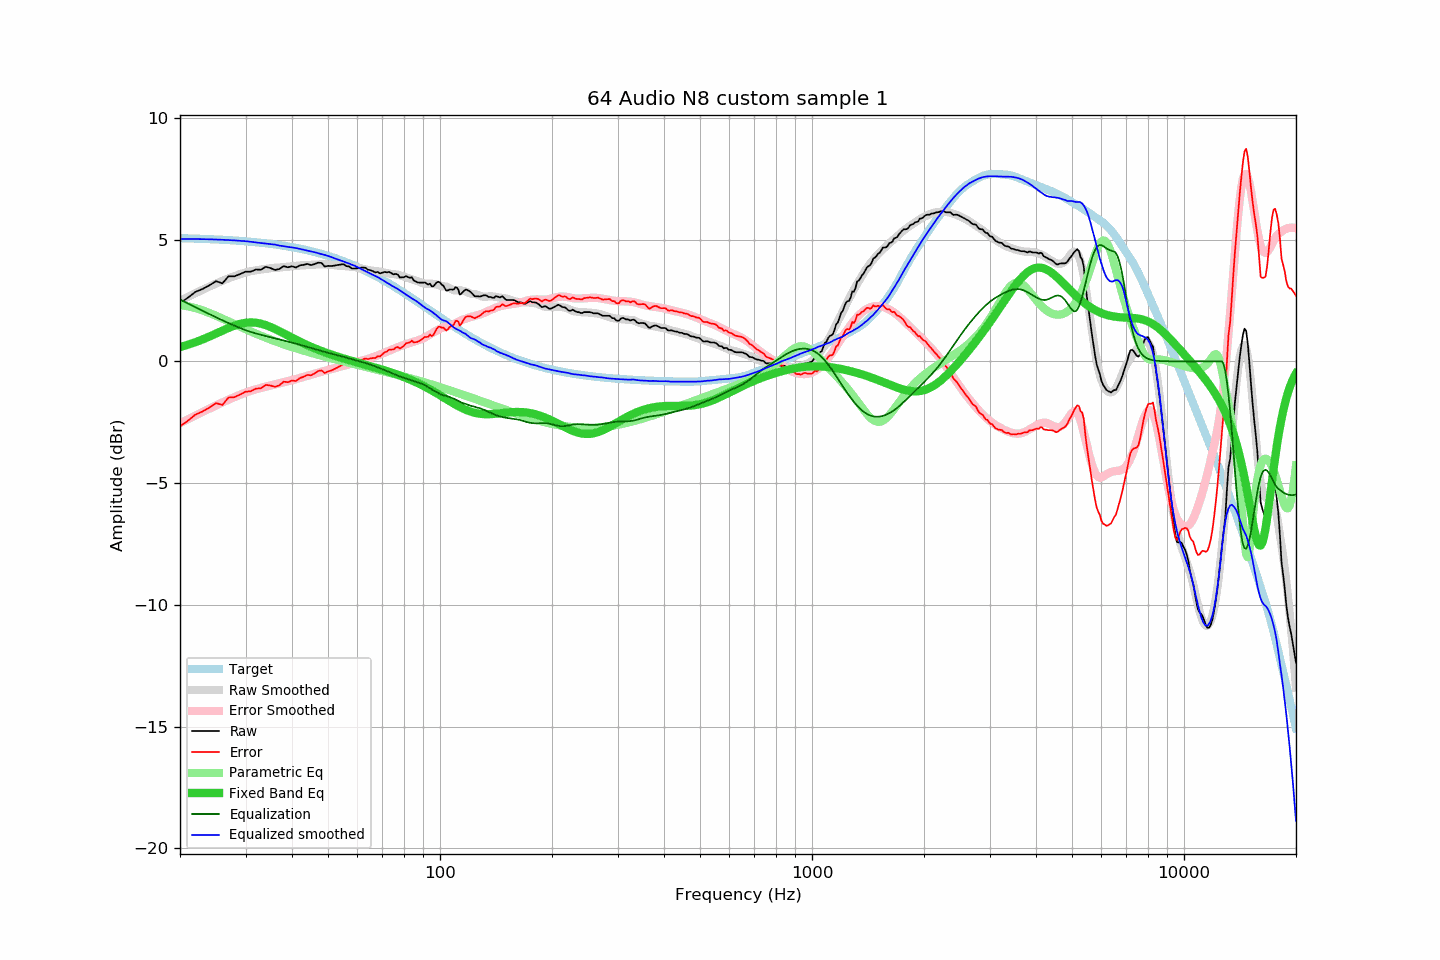 64 Audio N8 custom sample 1
10
5
0
−5
−10
−15
−20
Amplitude (dBr)
Target
Raw Smoothed
Error Smoothed
Raw
Error
Parametric Eq
Fixed Band Eq
Equalization
Equalized smoothed
100
1000
10000
Frequency (Hz)